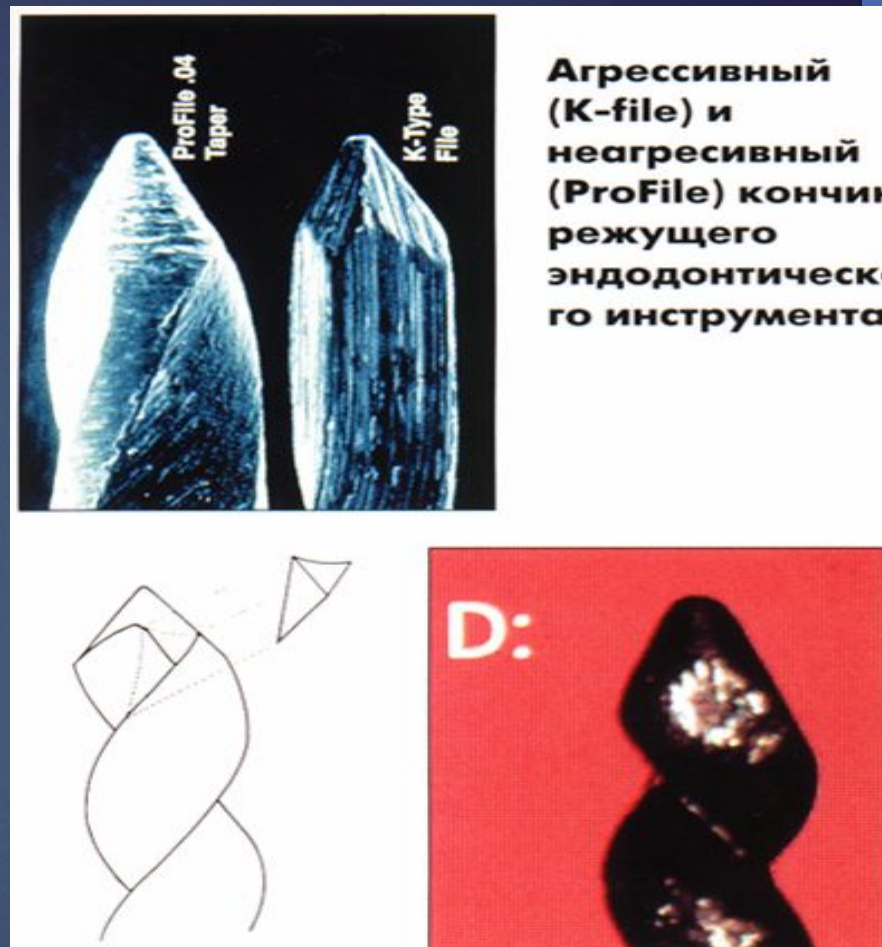 ProFile .04
Taper
K-Type
File
Агрессивный
(K-file) и
неагресивный
(ProFile) кончик
режущего
эндодонтическо
го инструмента
D: